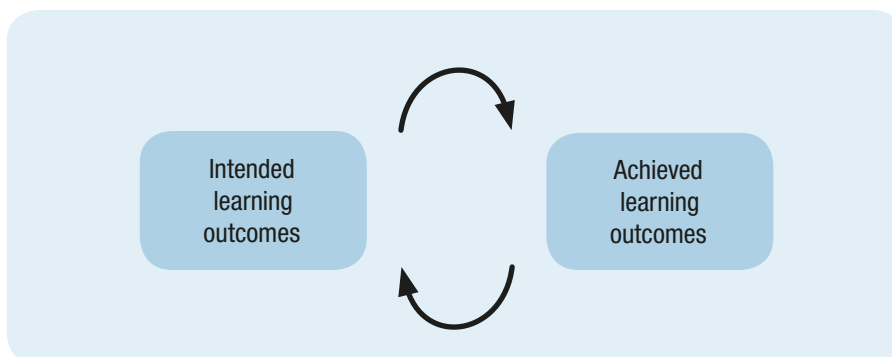 Intended
learning
outcomes
Achieved
learning
outcomes